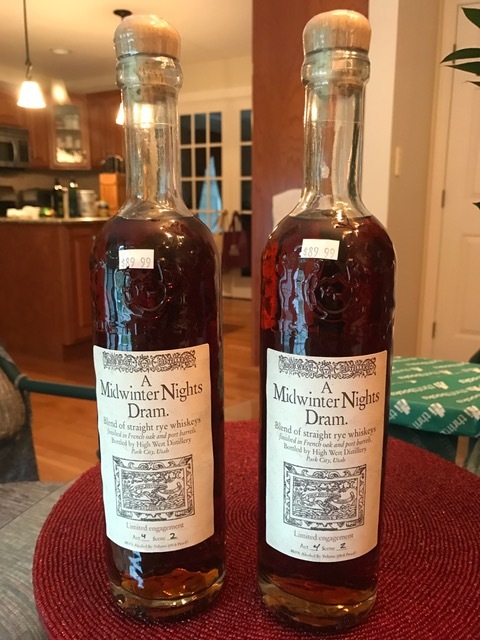 $89.99
A
Midwinter Nights
Dram.
Blend of straight rye whiskeys
finished in French oak and port barrels.
Bottled by High West Distillery.
Park City, Utah
Limited engagement
Act 4 Scene 2
$89.99
A
Midwinter Nights
Dram.
Blend of straight rye whiskeys
finished in French oak and port barrels.
Bottled by High West Distillery.
Park City, Utah
Limited engagement
Act 4 Scene 2